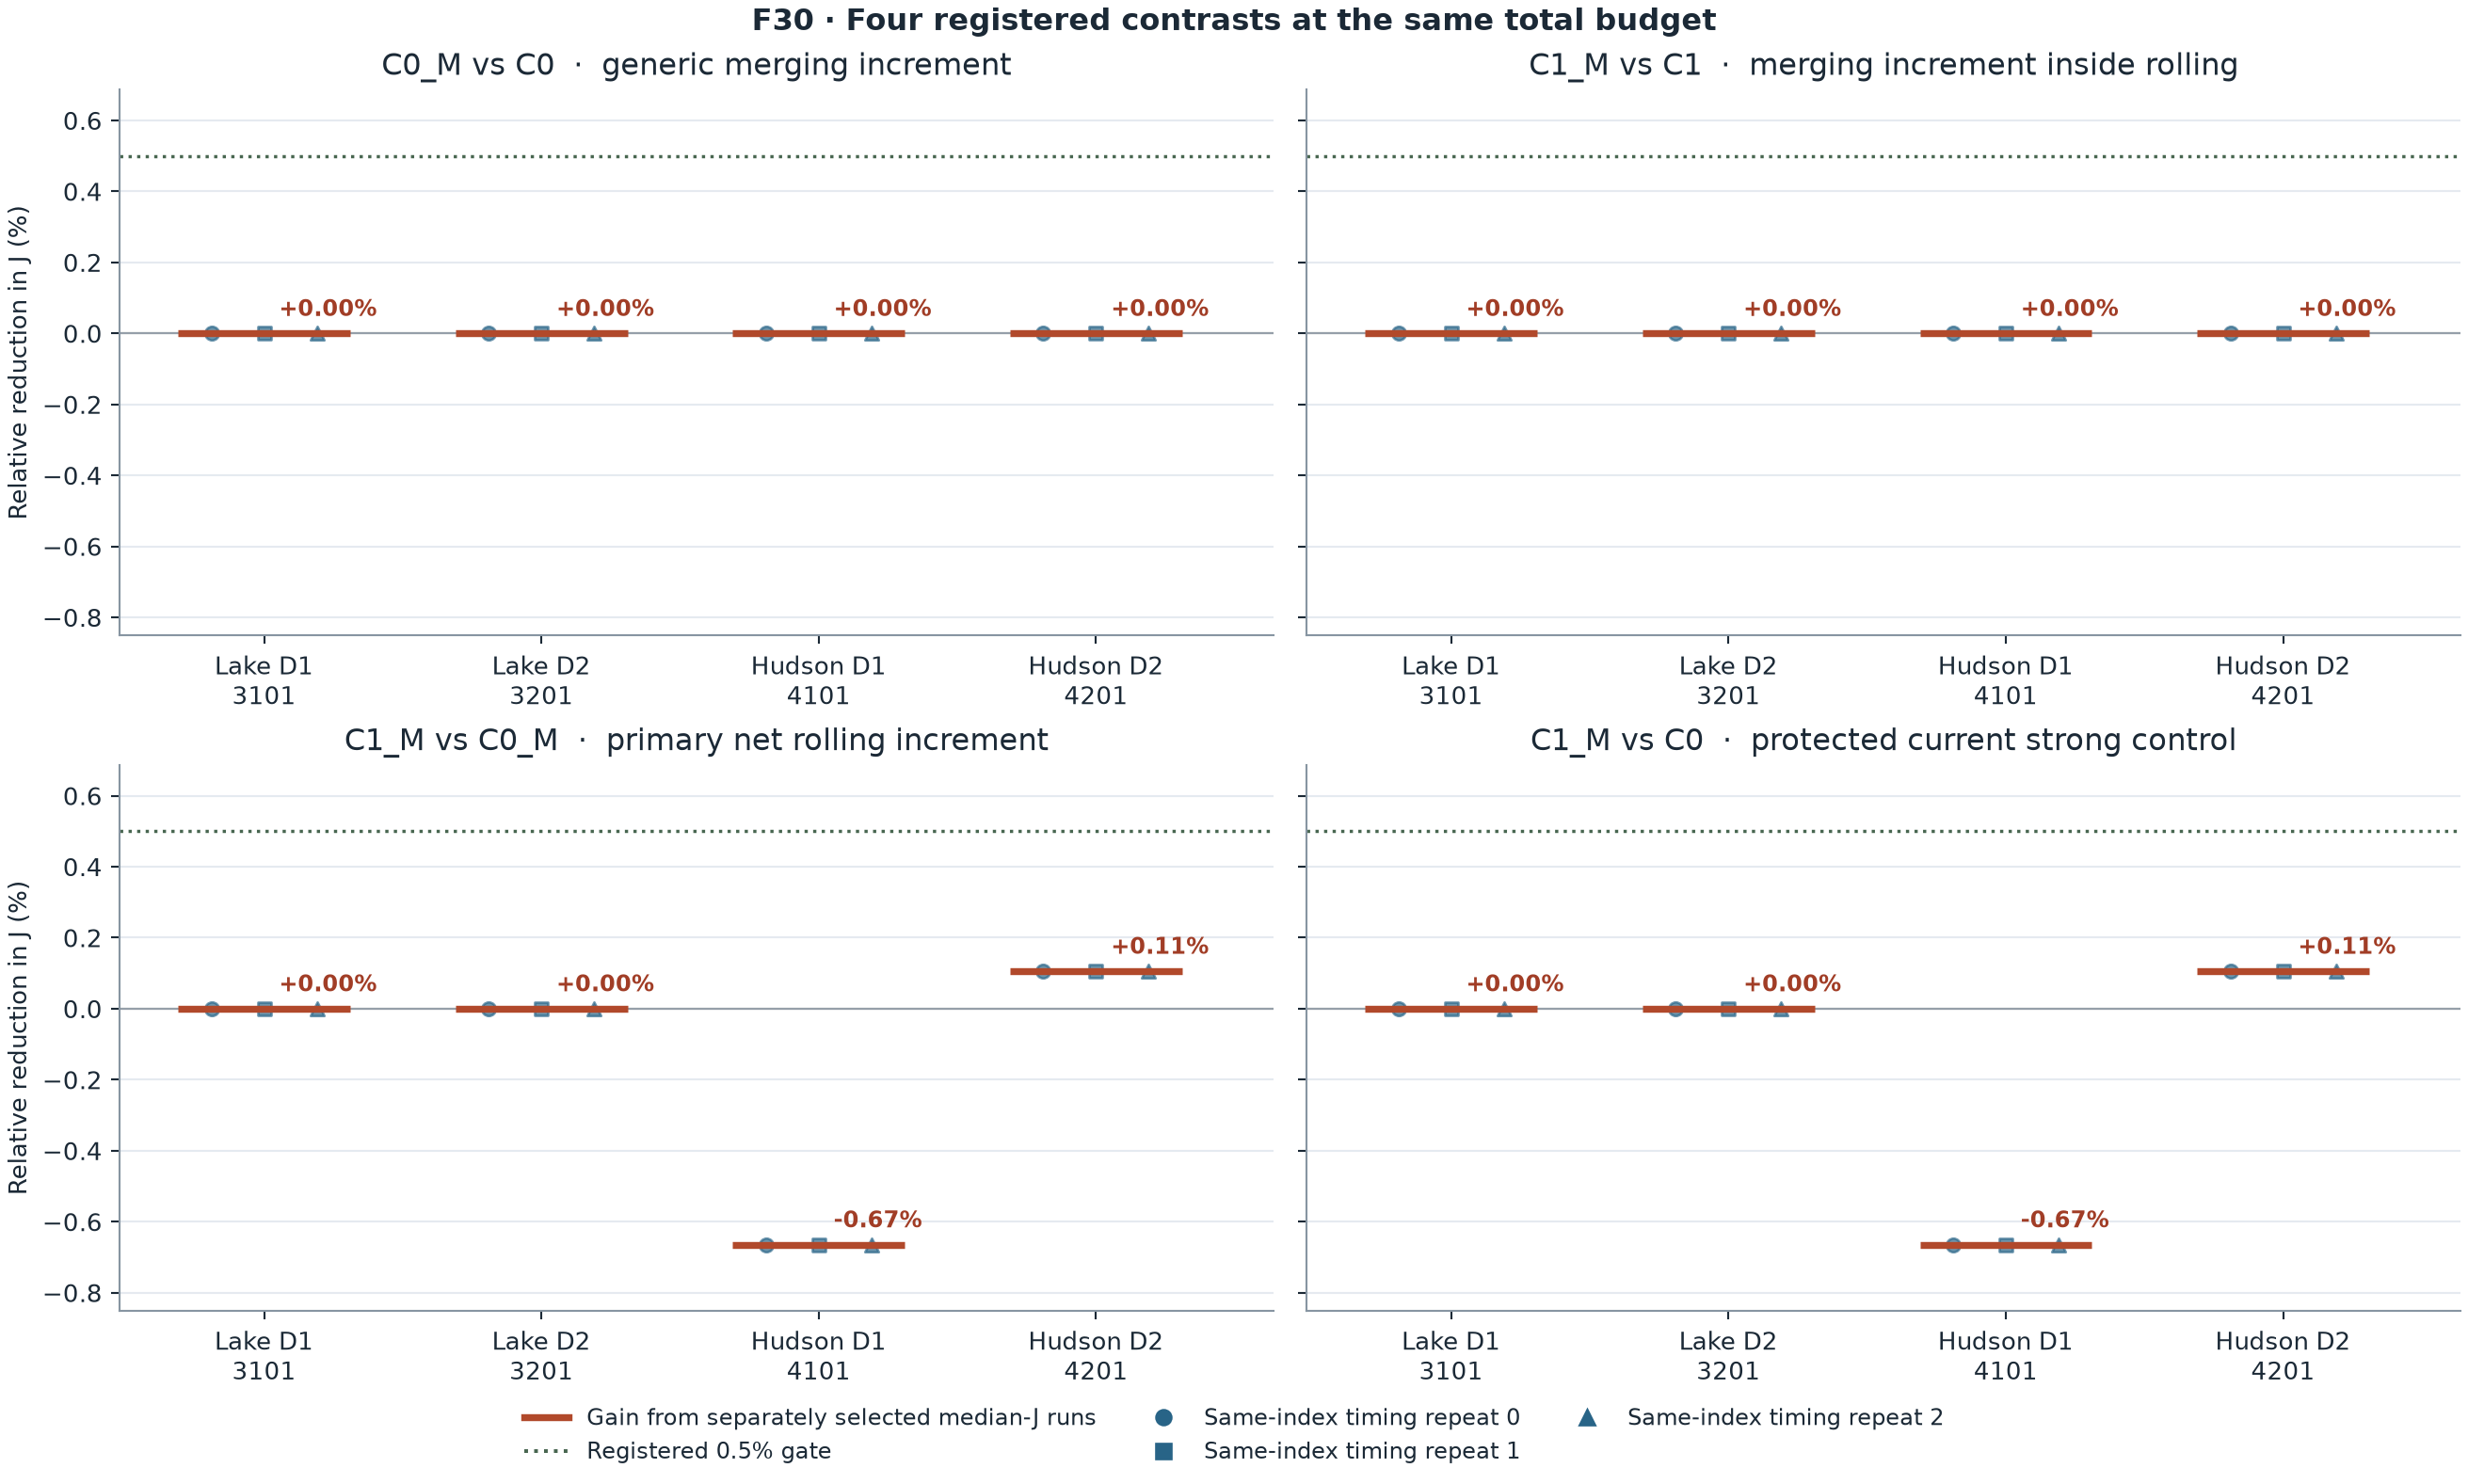 F30 · Four registered contrasts at the same total budget
C0_M vs C0 · generic merging increment
Relative reduction in J (%)
0.6
0.4
0.2
0.0
−0.2
−0.4
−0.6
−0.8
+0.00%
+0.00%
+0.00%
+0.00%
Lake D1
3101
Lake D2
3201
Hudson D1
4101
Hudson D2
4201
C1_M vs C1 · merging increment inside rolling
+0.00%
+0.00%
+0.00%
+0.00%
Lake D1
3101
Lake D2
3201
Hudson D1
4101
Hudson D2
4201
C1_M vs C0_M · primary net rolling increment
Relative reduction in J (%)
0.6
0.4
0.2
0.0
−0.2
−0.4
−0.6
−0.8
+0.00%
+0.00%
-0.67%
+0.11%
Lake D1
3101
Lake D2
3201
Hudson D1
4101
Hudson D2
4201
C1_M vs C0 · protected current strong control
+0.00%
+0.00%
-0.67%
+0.11%
Lake D1
3101
Lake D2
3201
Hudson D1
4101
Hudson D2
4201
Gain from separately selected median-J runs
Registered 0.5% gate
Same-index timing repeat 0
Same-index timing repeat 1
Same-index timing repeat 2